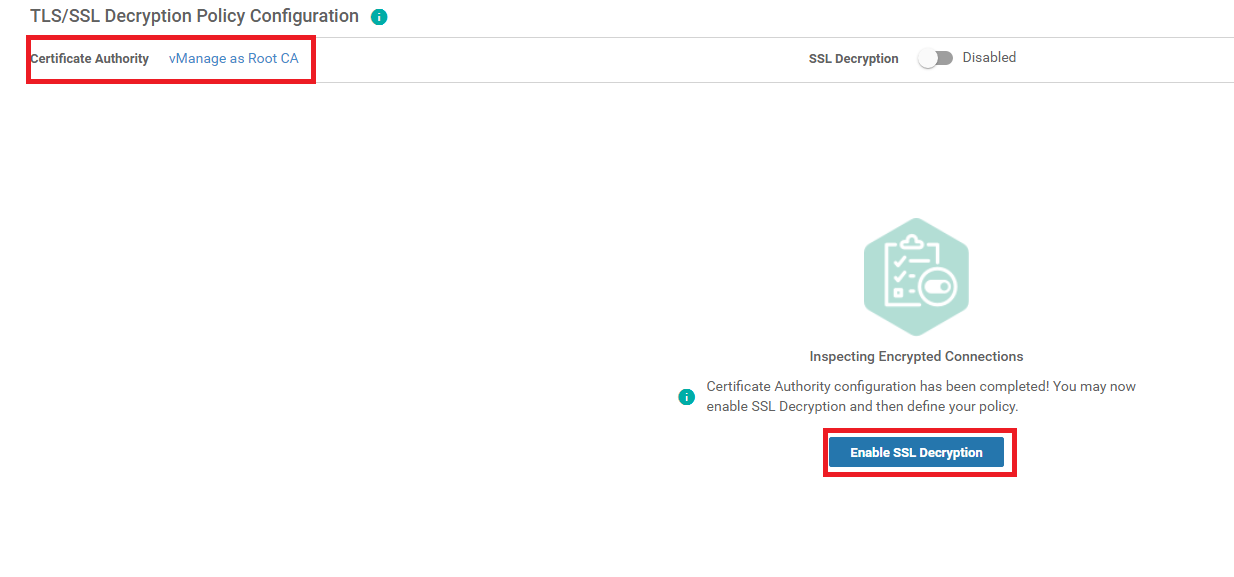 TLS/SSL Decryption Policy Configuration
Certificate Authority vManage as Root CA SSL Decryption Disabled
Inspecting Encrypted Connections
Certificate Authority configuration has been completed! You may now
enable SSL Decryption and then define your policy.
Enable SSL Decryption